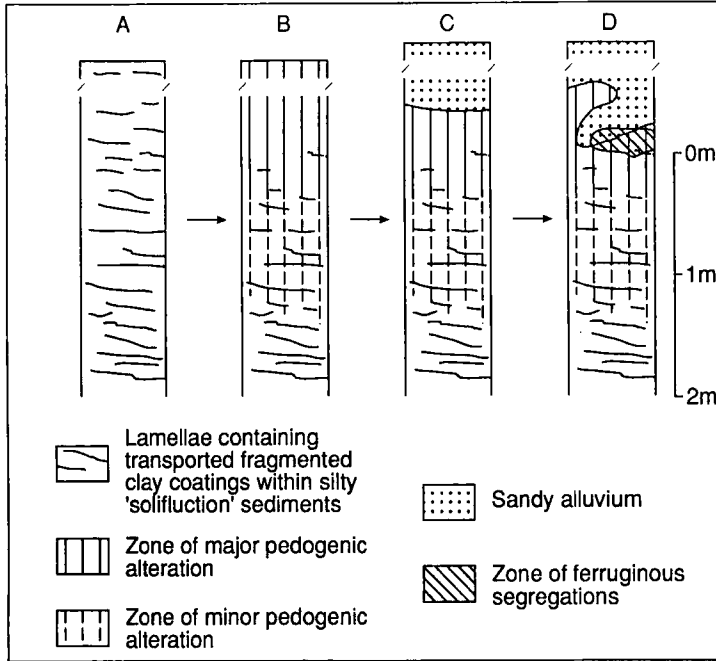 A
B
C
D
0m
1m
2m
Lamellae containing
transported fragmented
clay coatings within silty
'solifluction' sediments
Zone of major pedogenic
alteration
Zone of minor pedogenic
alteration
Sandy alluvium
Zone of ferruginous
segregations